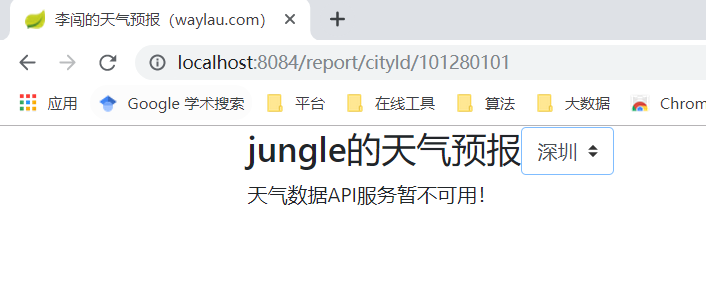 李闯的天气预报（waylau.com）
localhost:8084/report/cityId/101280101
应用 Google 学术搜索 平台 在线工具 算法 大数据 Chrom
jungle的天气预报 深圳
天气数据API服务暂不可用！